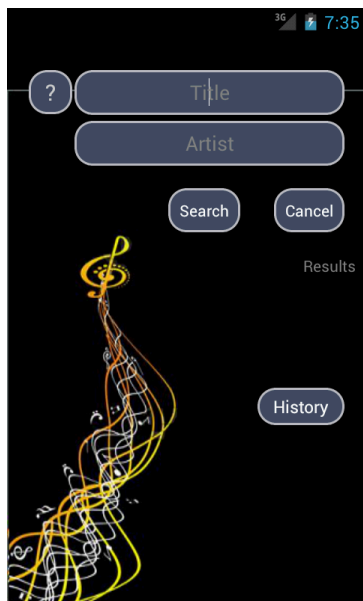 3G 7:35
? Title
Artist
Search Cancel
Results
History